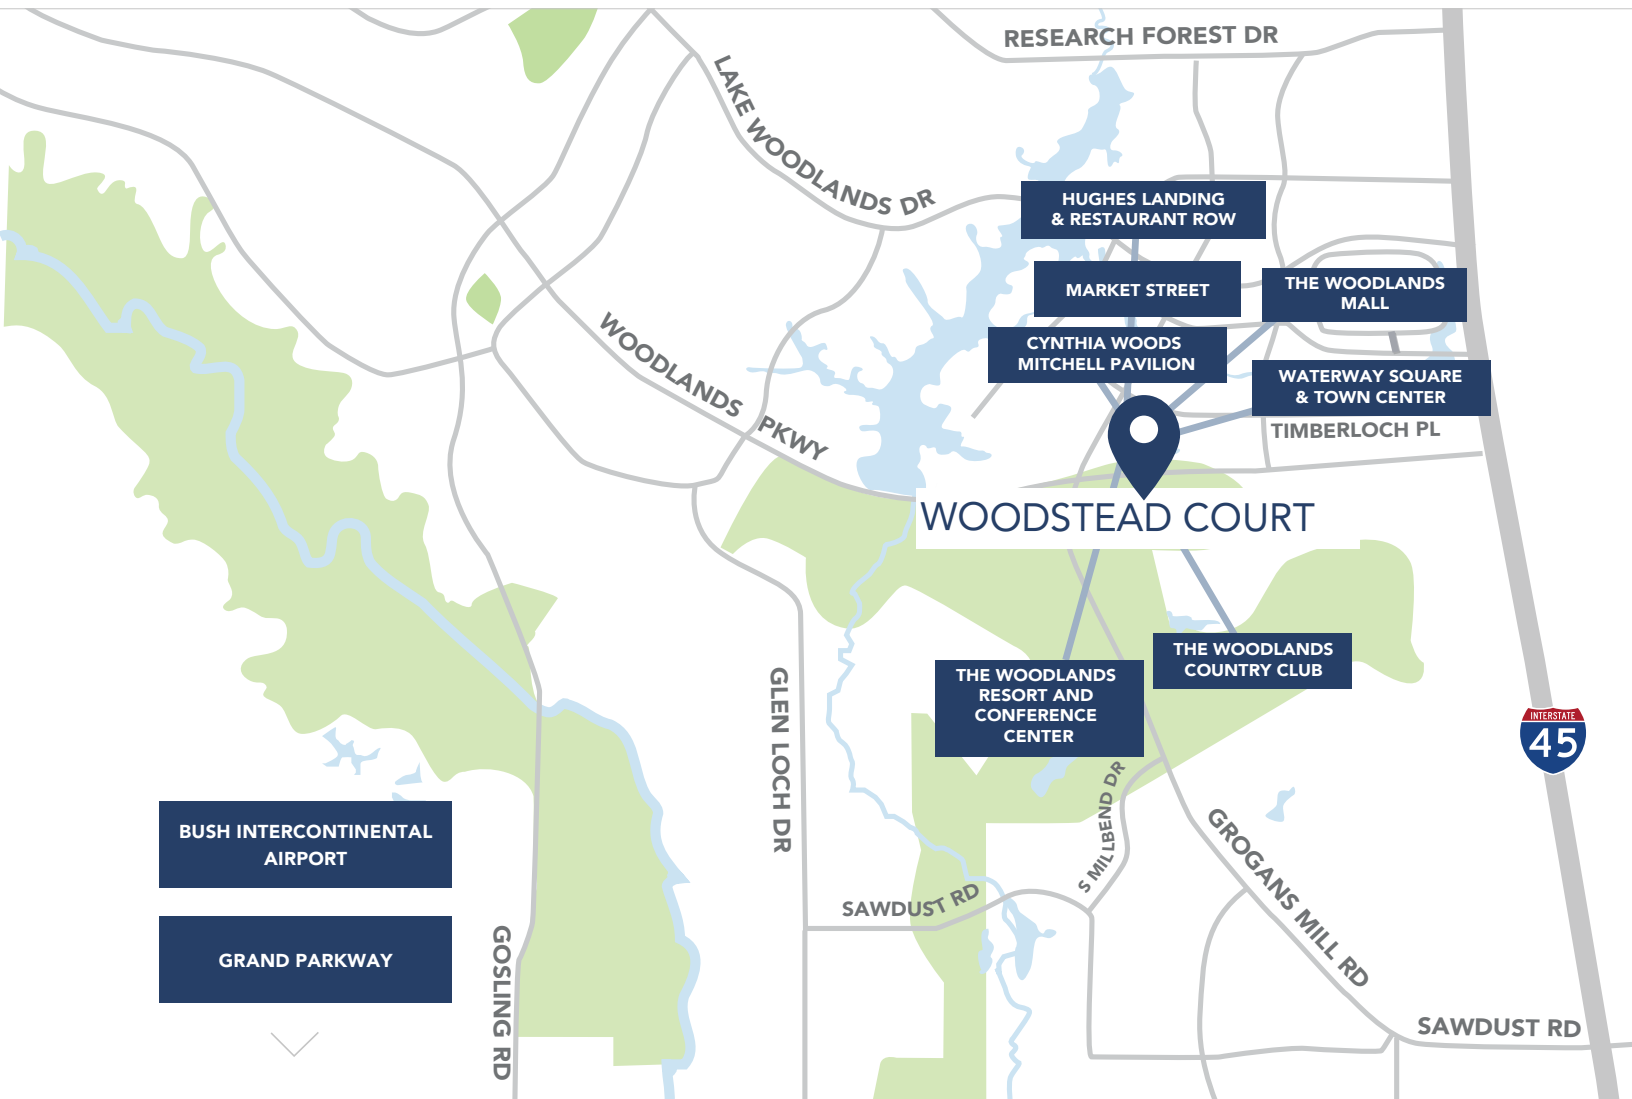 RESEARCH FOREST DR
LAKE WOODLANDS DR
HUGHES LANDING
& RESTAURANT ROW
MARKET STREET
THE WOODLANDS
MALL
CYNTHIA WOODS
MITCHELL PAVILION
WATERWAY SQUARE
& TOWN CENTER
WOODLANDS PKWY
TIMBERLOCH PL
WOODSTEAD COURT
THE WOODLANDS
COUNTRY CLUB
THE WOODLANDS
RESORT AND
CONFERENCE
CENTER
GLEN LOCH DR
INTERSTATE
45
S MILLBEND DR
BUSH INTERCONTINENTAL
AIRPORT
GROGANS MILL RD
SAWDUST RD
GRAND PARKWAY
GOSLING RD
SAWDUST RD